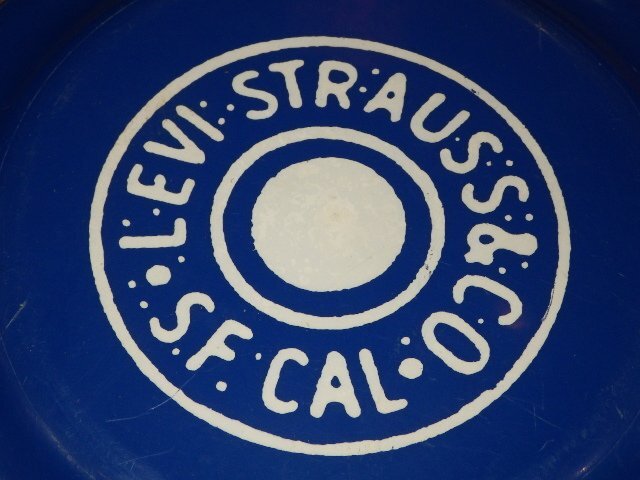 LEVI STRAUSS & CO
S.F. CAL